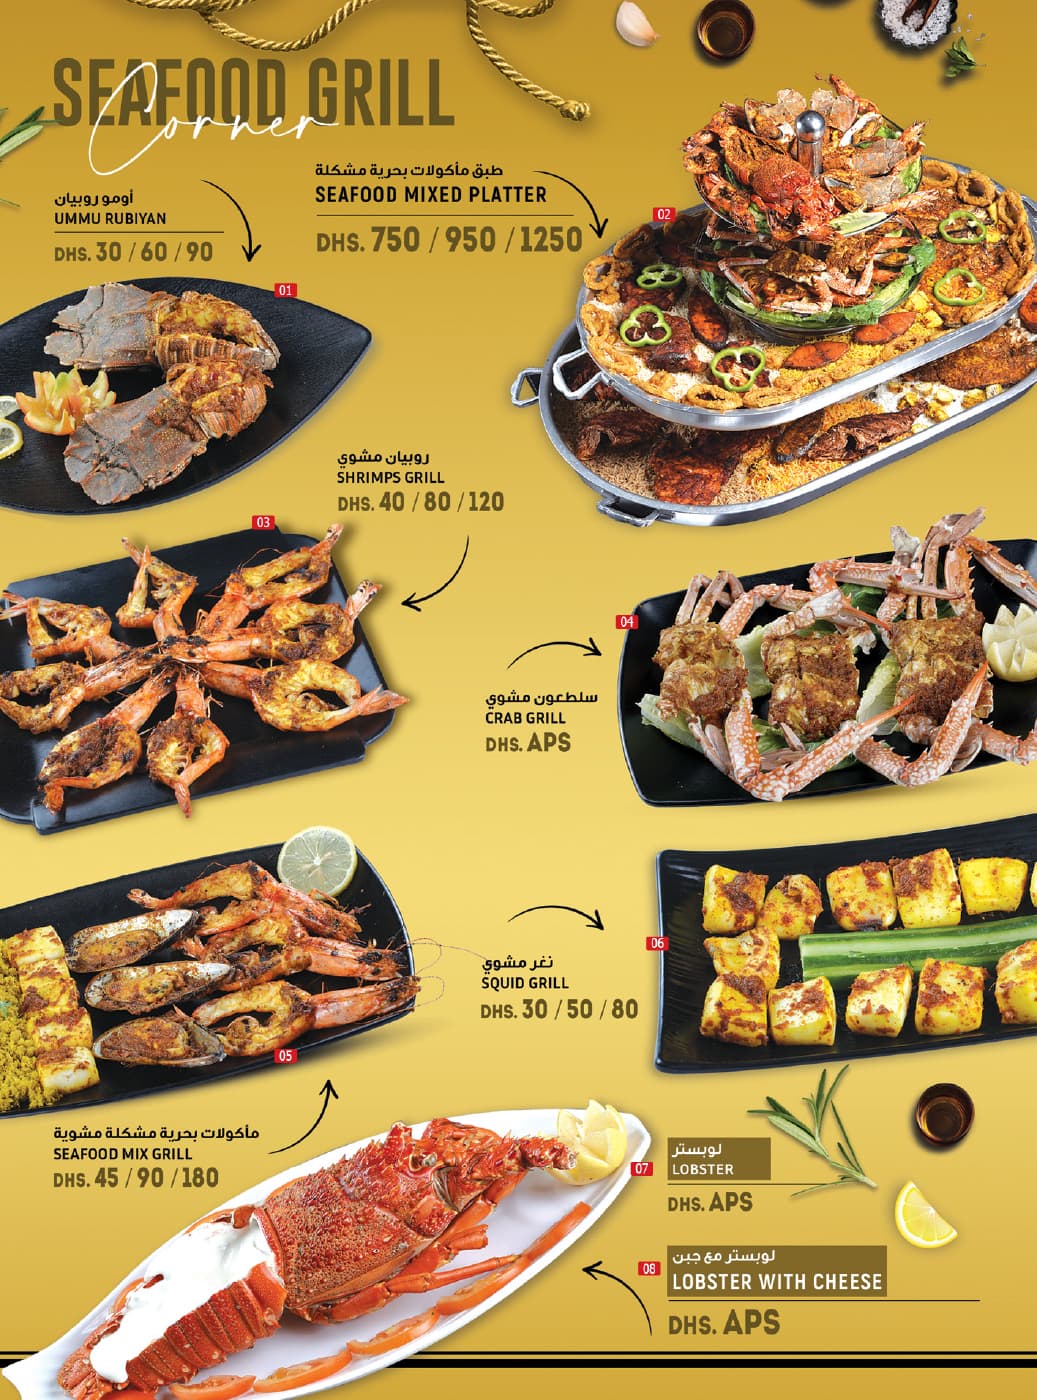 SEAFOOD GRILL
Corner
أومو روبيان
UMMU RUBIYAN
DHS. 30 / 60 / 90
01
طبق مأكولات بحرية مشكلة
SEAFOOD MIXED PLATTER
DHS. 750 / 950 / 1250
02
روبيان مشوي
SHRIMPS GRILL
DHS. 40 / 80 / 120
03
04
سلطعون مشوي
CRAB GRILL
DHS. APS
نغر مشوي
SQUID GRILL
DHS. 30 / 50 / 80
06
05
مأكولات بحرية مشكلة مشوية
SEAFOOD MIX GRILL
DHS. 45 / 90 / 180
07
لوبستر
LOBSTER
DHS. APS
08
لوبستر مع جبن
LOBSTER WITH CHEESE
DHS. APS